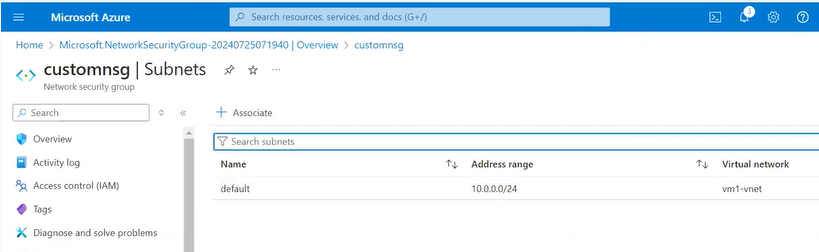 Microsoft Azure
Search resources, services, and docs (G+/)
3
Home > Microsoft.NetworkSecurityGroup-20240725071940 | Overview > customnsg
customnsg | Subnets
Network security group
Search
Associate
Overview
Search subnets
Activity log
Name Address range Virtual network
Access control (IAM)
default 10.0.0.0/24 vm1-vnet
Tags
Diagnose and solve problems